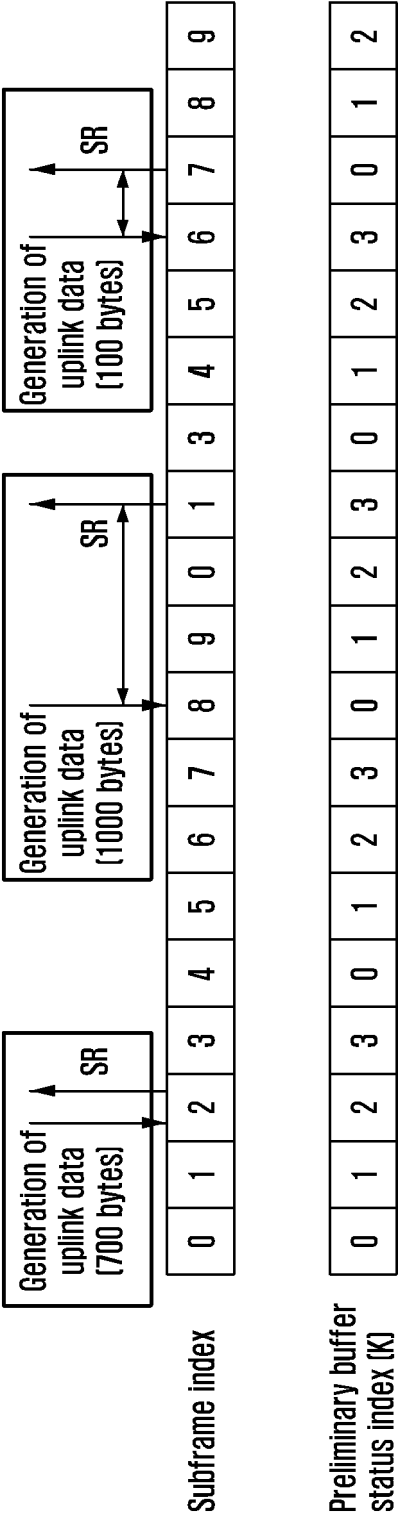 Generation of
uplink data
(700 bytes)
SR
Generation of
uplink data
(1000 bytes)
SR
Generation of
uplink data
(100 bytes)
SR
Subframe index 0 1 2 3 4 5 6 7 8 9 0 1 3 4 5 6 7 8 9
Preliminary buffer
status index (K) 0 1 2 3 0 1 2 3 0 1 2 3 0 1 2 3 0 1 2